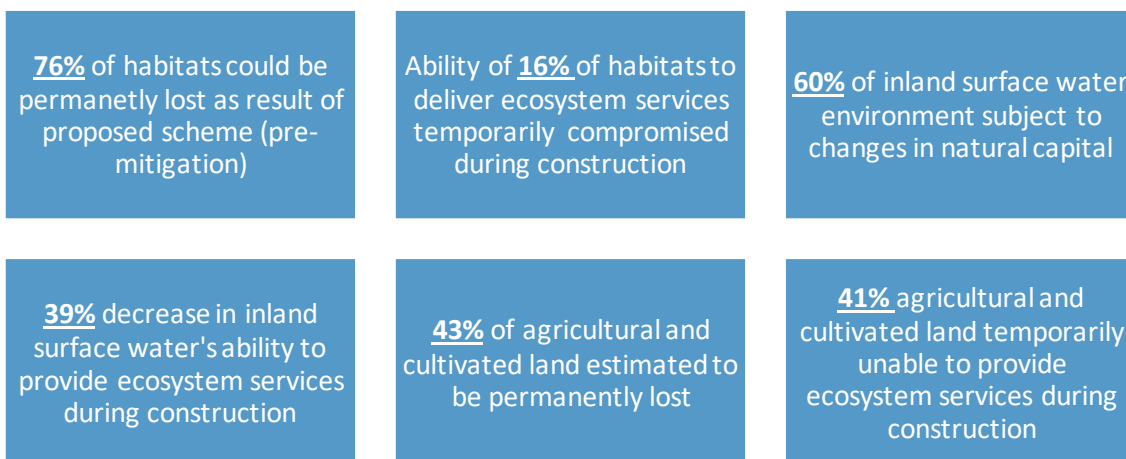 76% of habitats could be
permanetly lost as result of
proposed scheme (pre-
mitigation)
Ability of 16% of habitats to
deliver ecosystem services
temporarily compromised
during construction
60% of inland surface water
environment subject to
changes in natural capital
39% decrease in inland
surface water's ability to
provide ecosystem services
during construction
43% of agricultural and
cultivated land estimated to
be permanently lost
41% agricultural and
cultivated land temporarily
unable to provide
ecosystem services during
construction